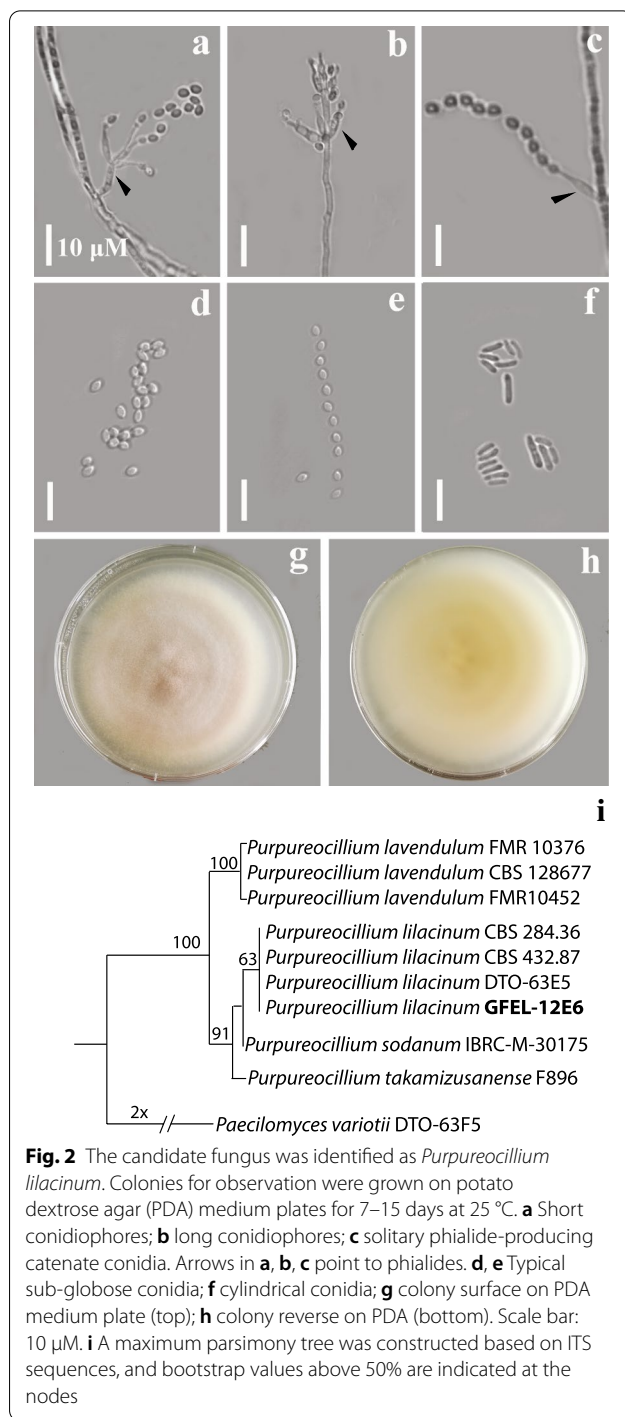 a
b
c
10 μM
d
e
f
g
h
i
Purpureocillium lavendulum FMR 10376
100
Purpureocillium lavendulum CBS 128677
Purpureocillium lavendulum FMR10452
100
Purpureocillium lilacinum CBS 284.36
63
Purpureocillium lilacinum CBS 432.87
Purpureocillium lilacinum DTO-63E5
Purpureocillium lilacinum GFEL-12E6
91
Purpureocillium sodanum IBRC-M-30175
Purpureocillium takamizusanense F896
2x
Paecilomyces variotii DTO-63F5
Fig. 2 The candidate fungus was identified as Purpureocillium
lilacinum. Colonies for observation were grown on potato
dextrose agar (PDA) medium plates for 7–15 days at 25 °C. a Short
conidiophores; b long conidiophores; c solitary phialide-producing
catenate conidia. Arrows in a, b, c point to phialides. d, e Typical
sub-globose conidia; f cylindrical conidia; g colony surface on PDA
medium plate (top); h colony reverse on PDA (bottom). Scale bar:
10 μM. i A maximum parsimony tree was constructed based on ITS
sequences, and bootstrap values above 50% are indicated at the
nodes